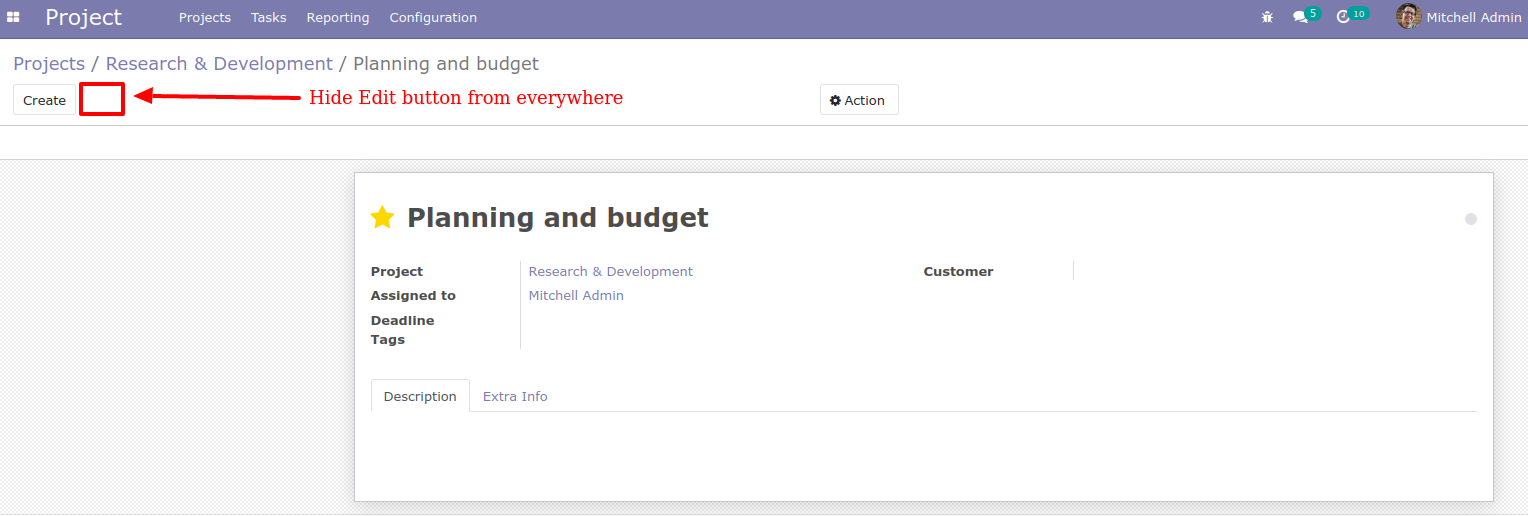 Project Projects Tasks Reporting Configuration 5 10 Mitchell Admin
Projects / Research & Development / Planning and budget
Create Hide Edit button from everywhere Action
Planning and budget
Project Research & Development Customer
Assigned to Mitchell Admin
Deadline
Tags
Description Extra Info